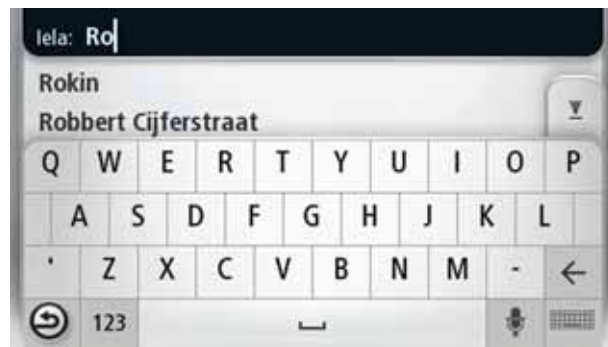 Iela: Ro
Rokin
Robbert Cijferstraat
Q W E R T Y U I O P
A S D F G H J K L
' Z X C V B N M -
123